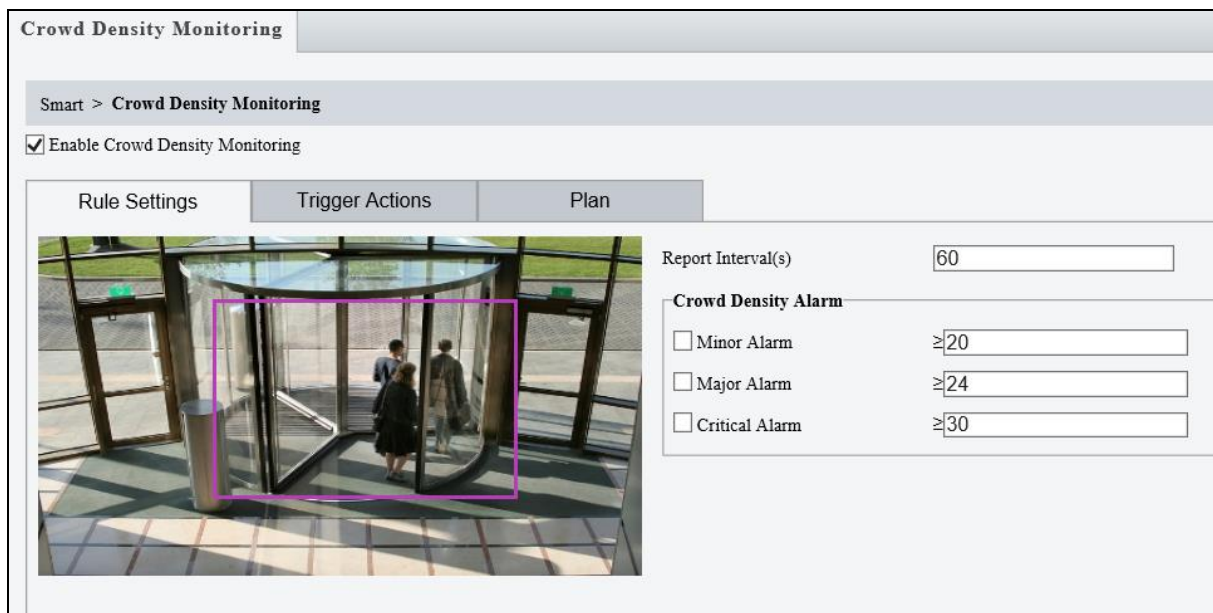 Crowd Density Monitoring
Smart > Crowd Density Monitoring
Enable Crowd Density Monitoring
Rule Settings Trigger Actions Plan
Report Interval(s) 60
Crowd Density Alarm
Minor Alarm ≥20
Major Alarm ≥24
Critical Alarm ≥30